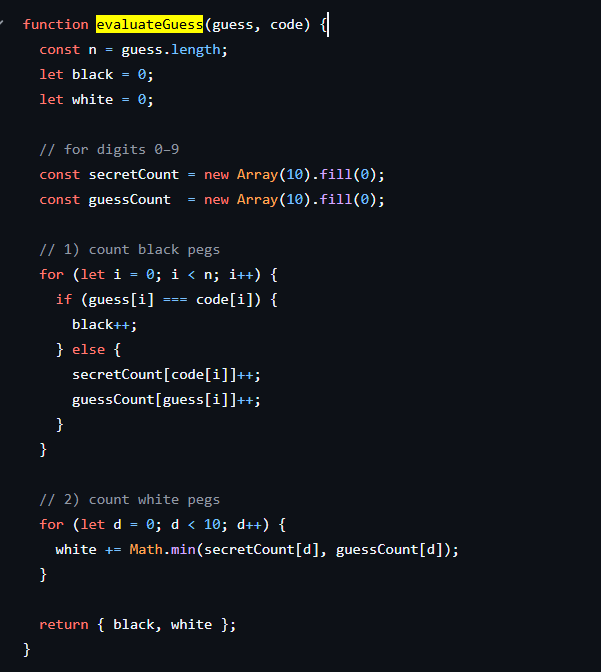 function evaluateGuess(guess, code) {
  const n = guess.length;
  let black = 0;
  let white = 0;

  // for digits 0–9
  const secretCount = new Array(10).fill(0);
  const guessCount  = new Array(10).fill(0);

  // 1) count black pegs
  for (let i = 0; i < n; i++) {
    if (guess[i] === code[i]) {
      black++;
    } else {
      secretCount[code[i]]++;
      guessCount[guess[i]]++;
    }
  }

  // 2) count white pegs
  for (let d = 0; d < 10; d++) {
    white += Math.min(secretCount[d], guessCount[d]);
  }

  return { black, white };
}